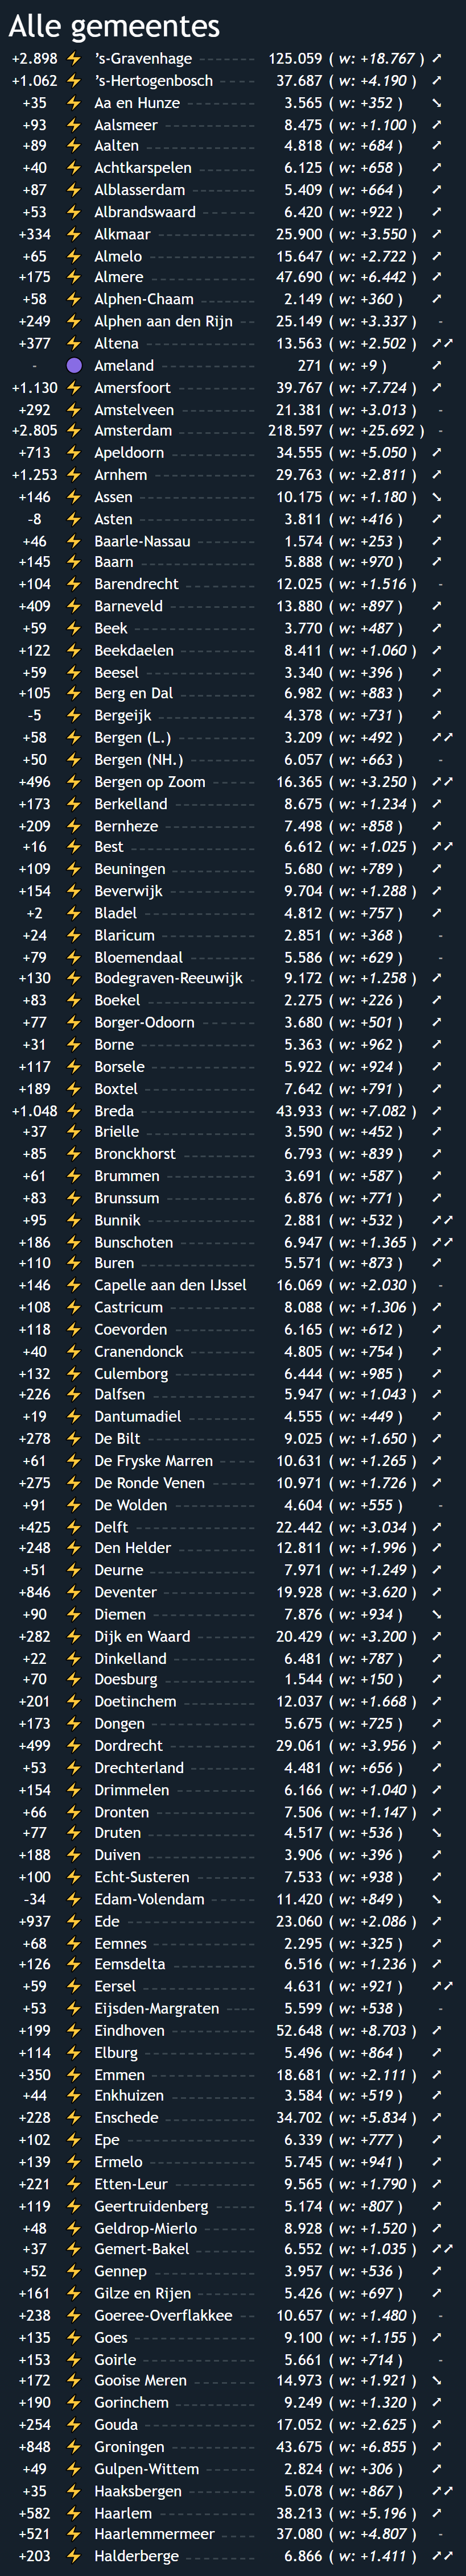 Alle gemeentes
+2.898 ⚡ ’s-Gravenhage 125.059 ( w: +18.767 ) ➚
+1.062 ⚡ ’s-Hertogenbosch 37.687 ( w: +4.190 ) ➚
+35 ⚡ Aa en Hunze 3.565 ( w: +352 ) ➘
+93 ⚡ Aalsmeer 8.475 ( w: +1.100 ) ➚
+89 ⚡ Aalten 4.818 ( w: +684 ) ➚
+40 ⚡ Achtkarspelen 6.125 ( w: +658 ) ➚
+87 ⚡ Alblasserdam 5.409 ( w: +664 ) ➚
+53 ⚡ Albrandswaard 6.420 ( w: +922 ) ➚
+334 ⚡ Alkmaar 25.900 ( w: +3.550 ) ➚
+65 ⚡ Almelo 15.647 ( w: +2.722 ) ➚
+175 ⚡ Almere 47.690 ( w: +6.442 ) ➚
+58 ⚡ Alphen-Chaam 2.149 ( w: +360 ) ➚
+249 ⚡ Alphen aan den Rijn 25.149 ( w: +3.337 ) -
+377 ⚡ Altena 13.563 ( w: +2.502 ) ➚➚
- 🟣 Ameland 271 ( w: +9 ) ➚
+1.130 ⚡ Amersfoort 39.767 ( w: +7.724 ) ➚
+292 ⚡ Amstelveen 21.381 ( w: +3.013 ) -
+2.805 ⚡ Amsterdam 218.597 ( w: +25.692 ) -
+713 ⚡ Apeldoorn 34.555 ( w: +5.050 ) ➚
+1.253 ⚡ Arnhem 29.763 ( w: +2.811 ) ➚
+146 ⚡ Assen 10.175 ( w: +1.180 ) ➘
-8 ⚡ Asten 3.811 ( w: +416 ) ➚
+46 ⚡ Baarle-Nassau 1.574 ( w: +253 ) ➚
+145 ⚡ Baarn 5.888 ( w: +970 ) ➚
+104 ⚡ Barendrecht 12.025 ( w: +1.516 ) -
+409 ⚡ Barneveld 13.880 ( w: +897 ) ➚
+59 ⚡ Beek 3.770 ( w: +487 ) ➚
+122 ⚡ Beekdaelen 8.411 ( w: +1.060 ) ➚
+59 ⚡ Beesel 3.340 ( w: +396 ) ➚
+105 ⚡ Berg en Dal 6.982 ( w: +883 ) ➚
-5 ⚡ Bergeijk 4.378 ( w: +731 ) ➚
+58 ⚡ Bergen (L.) 3.209 ( w: +492 ) ➚➚
+50 ⚡ Bergen (NH.) 6.057 ( w: +663 ) -
+496 ⚡ Bergen op Zoom 16.365 ( w: +3.250 ) ➚➚
+173 ⚡ Berkelland 8.675 ( w: +1.234 ) ➚
+209 ⚡ Bernheze 7.498 ( w: +858 ) ➚
+16 ⚡ Best 6.612 ( w: +1.025 ) ➚➚
+109 ⚡ Beuningen 5.680 ( w: +789 ) ➚
+154 ⚡ Beverwijk 9.704 ( w: +1.288 ) ➚
+2 ⚡ Bladel 4.812 ( w: +757 ) ➚
+24 ⚡ Blaricum 2.851 ( w: +368 ) -
+79 ⚡ Bloemendaal 5.586 ( w: +629 ) -
+130 ⚡ Bodegraven-Reeuwijk 9.172 ( w: +1.258 ) ➚
+83 ⚡ Boekel 2.275 ( w: +226 ) ➚
+77 ⚡ Borger-Odoorn 3.680 ( w: +501 ) ➚
+31 ⚡ Borne 5.363 ( w: +962 ) ➚
+117 ⚡ Borsele 5.922 ( w: +924 ) ➚
+189 ⚡ Boxtel 7.642 ( w: +791 ) ➚
+1.048 ⚡ Breda 43.933 ( w: +7.082 ) ➚
+37 ⚡ Brielle 3.590 ( w: +452 ) ➚
+85 ⚡ Bronckhorst 6.793 ( w: +839 ) ➚
+61 ⚡ Brummen 3.691 ( w: +587 ) ➚
+83 ⚡ Brunssum 6.876 ( w: +771 ) ➚
+95 ⚡ Bunnik 2.881 ( w: +532 ) ➚➚
+186 ⚡ Bunschoten 6.947 ( w: +1.365 ) ➚➚
+110 ⚡ Buren 5.571 ( w: +873 ) ➚
+146 ⚡ Capelle aan den IJssel 16.069 ( w: +2.030 ) -
+108 ⚡ Castricum 8.088 ( w: +1.306 ) ➚
+118 ⚡ Coevorden 6.165 ( w: +612 ) ➚
+40 ⚡ Cranendonck 4.805 ( w: +754 ) ➚
+132 ⚡ Culemborg 6.444 ( w: +985 ) ➚
+226 ⚡ Dalfsen 5.947 ( w: +1.043 ) ➚
+19 ⚡ Dantumadiel 4.555 ( w: +449 ) ➚
+278 ⚡ De Bilt 9.025 ( w: +1.650 ) ➚
+61 ⚡ De Fryske Marren 10.631 ( w: +1.265 ) ➚
+275 ⚡ De Ronde Venen 10.971 ( w: +1.726 ) ➚
+91 ⚡ De Wolden 4.604 ( w: +555 ) -
+425 ⚡ Delft 22.442 ( w: +3.034 ) ➚
+248 ⚡ Den Helder 12.811 ( w: +1.996 ) ➚
+51 ⚡ Deurne 7.971 ( w: +1.249 ) ➚
+846 ⚡ Deventer 19.928 ( w: +3.620 ) ➚
+90 ⚡ Diemen 7.876 ( w: +934 ) ➘
+282 ⚡ Dijk en Waard 20.429 ( w: +3.200 ) ➚
+22 ⚡ Dinkelland 6.481 ( w: +787 ) ➚
+70 ⚡ Doesburg 1.544 ( w: +150 ) ➚
+201 ⚡ Doetinchem 12.037 ( w: +1.668 ) ➚
+173 ⚡ Dongen 5.675 ( w: +725 ) ➚
+499 ⚡ Dordrecht 29.061 ( w: +3.956 ) ➚
+53 ⚡ Drechterland 4.481 ( w: +656 ) ➚
+154 ⚡ Drimmelen 6.166 ( w: +1.040 ) ➚
+66 ⚡ Dronten 7.506 ( w: +1.147 ) ➚
+77 ⚡ Druten 4.517 ( w: +536 ) ➘
+188 ⚡ Duiven 3.906 ( w: +396 ) ➚
+100 ⚡ Echt-Susteren 7.533 ( w: +938 ) ➚
-34 ⚡ Edam-Volendam 11.420 ( w: +849 ) ➘
+937 ⚡ Ede 23.060 ( w: +2.086 ) ➚
+68 ⚡ Eemnes 2.295 ( w: +325 ) ➚
+126 ⚡ Eemsdelta 6.516 ( w: +1.236 ) ➚
+59 ⚡ Eersel 4.631 ( w: +921 ) ➚➚
+53 ⚡ Eijsden-Margraten 5.599 ( w: +538 ) -
+199 ⚡ Eindhoven 52.648 ( w: +8.703 ) ➚
+114 ⚡ Elburg 5.496 ( w: +864 ) ➚
+350 ⚡ Emmen 18.681 ( w: +2.111 ) ➚
+44 ⚡ Enkhuizen 3.584 ( w: +519 ) ➚
+228 ⚡ Enschede 34.702 ( w: +5.834 ) ➚
+102 ⚡ Epe 6.339 ( w: +777 ) ➚
+139 ⚡ Ermelo 5.745 ( w: +941 ) ➚
+221 ⚡ Etten-Leur 9.565 ( w: +1.790 ) ➚
+119 ⚡ Geertruidenberg 5.174 ( w: +807 ) ➚
+48 ⚡ Geldrop-Mierlo 8.928 ( w: +1.520 ) ➚
+37 ⚡ Gemert-Bakel 6.552 ( w: +1.035 ) ➚➚
+52 ⚡ Gennep 3.957 ( w: +536 ) ➚
+161 ⚡ Gilze en Rijen 5.426 ( w: +697 ) ➚
+238 ⚡ Goeree-Overflakkee 10.657 ( w: +1.480 ) -
+135 ⚡ Goes 9.100 ( w: +1.155 ) ➚
+153 ⚡ Goirle 5.661 ( w: +714 ) -
+172 ⚡ Gooise Meren 14.973 ( w: +1.921 ) ➘
+190 ⚡ Gorinchem 9.249 ( w: +1.320 ) ➚
+254 ⚡ Gouda 17.052 ( w: +2.625 ) ➚
+848 ⚡ Groningen 43.675 ( w: +6.855 ) ➚
+49 ⚡ Gulpen-Wittem 2.824 ( w: +306 ) ➚
+35 ⚡ Haaksbergen 5.078 ( w: +867 ) ➚➚
+582 ⚡ Haarlem 38.213 ( w: +5.196 ) ➚
+521 ⚡ Haarlemmermeer 37.080 ( w: +4.807 ) -
+203 ⚡ Halderberge 6.866 ( w: +1.411 ) ➚➚